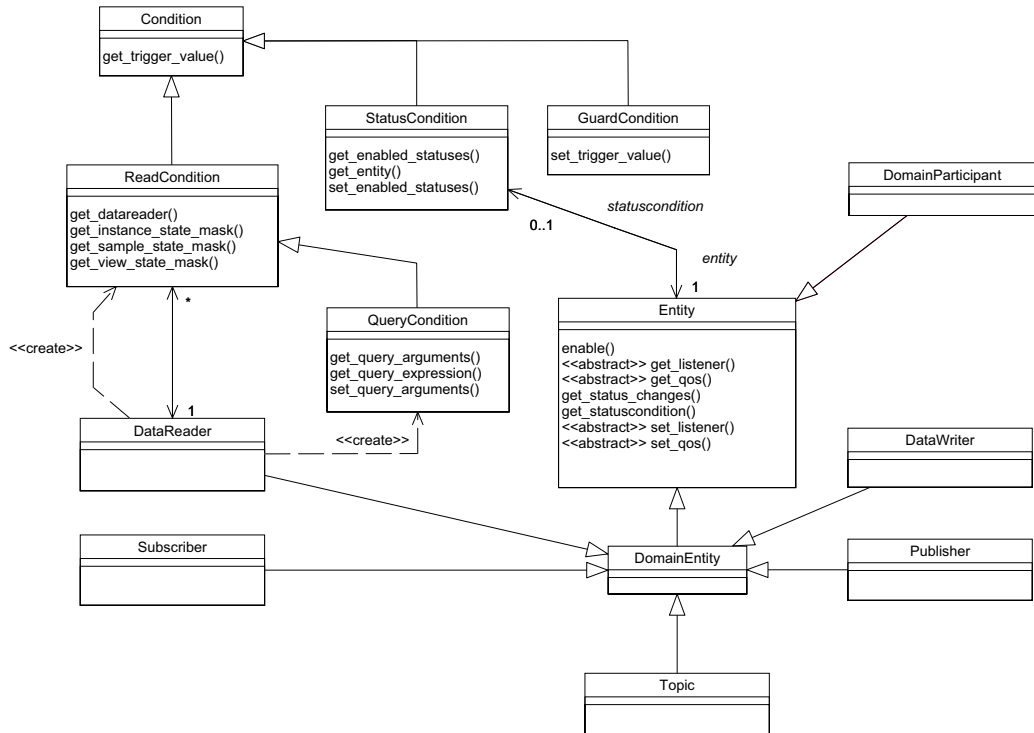 Condition
get_trigger_value()
StatusCondition
get_enabled_statuses()
get_entity()
set_enabled_statuses()
GuardCondition
set_trigger_value()
ReadCondition
get_datareader()
get_instance_state_mask()
get_sample_state_mask()
get_view_state_mask()
DomainParticipant
statuscondition
0..1
entity
1
*
<<create>>
QueryCondition
get_query_arguments()
get_query_expression()
set_query_arguments()
Entity
enable()
<<abstract>> get_listener()
<<abstract>> get_qos()
get_status_changes()
get_statuscondition()
<<abstract>> set_listener()
<<abstract>> set_qos()
1
DataReader
<<create>>
DataWriter
Subscriber
DomainEntity
Publisher
Topic